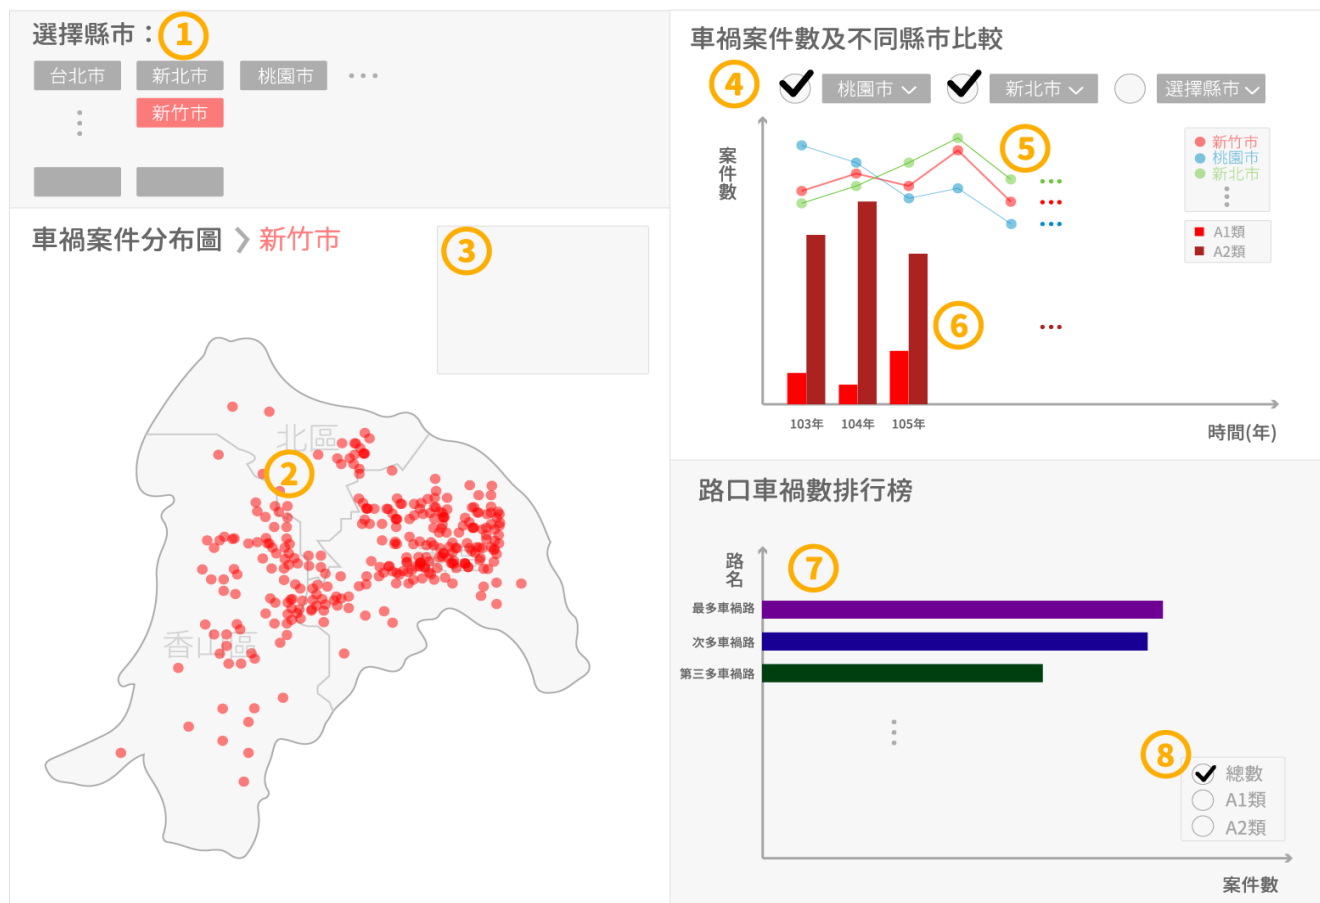 選擇縣市：①
台北市 新北市 桃園市 …
新竹市
車禍案件分布圖 > 新竹市
③
北區
②
香山區
車禍案件數及不同縣市比較
④ 桃園市 新北市 選擇縣市
案件數
⑤
新竹市
桃園市
新北市
A1類
A2類
⑥
103年 104年 105年
時間(年)
路口車禍數排行榜
路名
⑦
最多車禍路
次多車禍路
第三多車禍路
⑧
總數
A1類
A2類
案件數